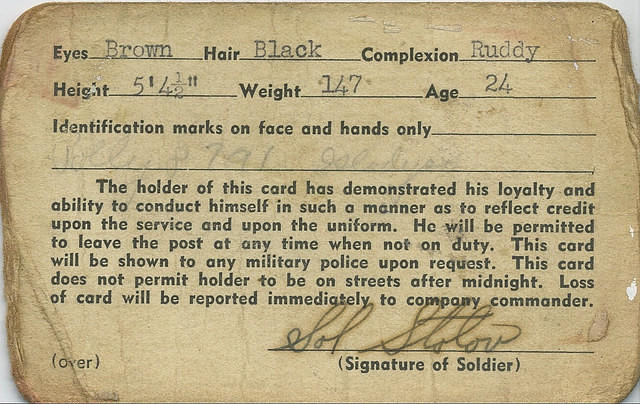 Eyes Brown Hair Black Complexion Ruddy
Height 5'4½" Weight 147 Age 24
Identification marks on face and hands only
791
The holder of this card has demonstrated his loyalty and
ability to conduct himself in such a manner as to reflect credit
upon the service and upon the uniform. He will be permitted
to leave the post at any time when not on duty. This card
will be shown to any military police upon request. This card
does not permit holder to be on streets after midnight. Loss
of card will be reported immediately to company commander.
Sol Stolow
(over) (Signature of Soldier)